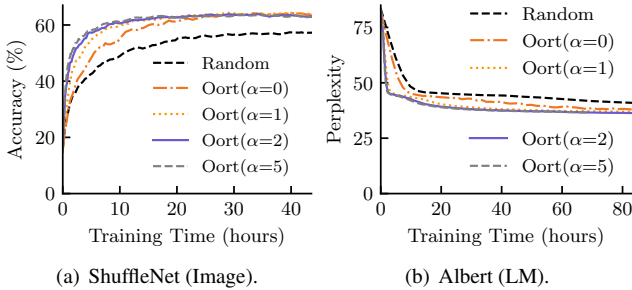 60
40
20
0
Accuracy (%)
Random
Oort(α=0)
Oort(α=1)
Oort(α=2)
Oort(α=5)
0 10 20 30 40
Training Time (hours)
(a) ShuffleNet (Image).
75
50
25
0
Perplexity
Random
Oort(α=0)
Oort(α=1)
Oort(α=2)
Oort(α=5)
0 20 40 60 80
Training Time (hours)
(b) Albert (LM).